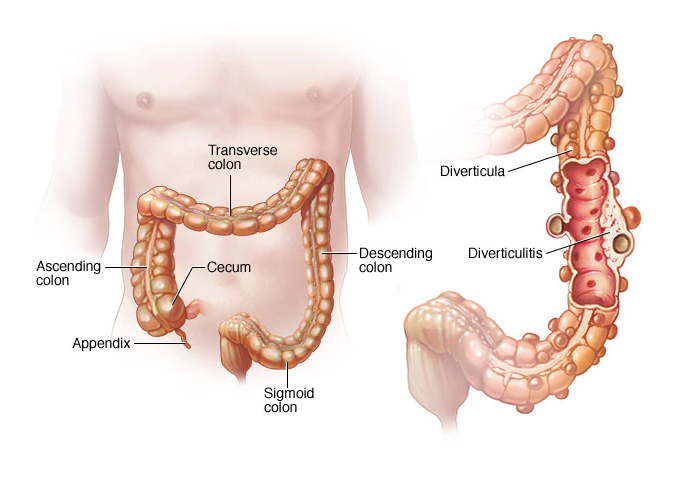 Transverse
colon
Ascending
colon
Cecum
Descending
colon
Appendix
Sigmoid
colon
Diverticula
Diverticulitis